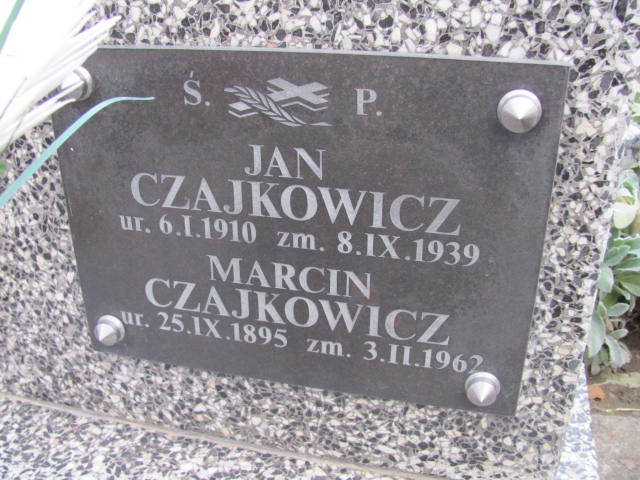 Ś. P.
JAN
CZAJKOWICZ
ur. 6.I.1910 zm. 8.IX.1939
MARCIN
CZAJKOWICZ
ur. 25.IX.1895 zm. 3.II.1962